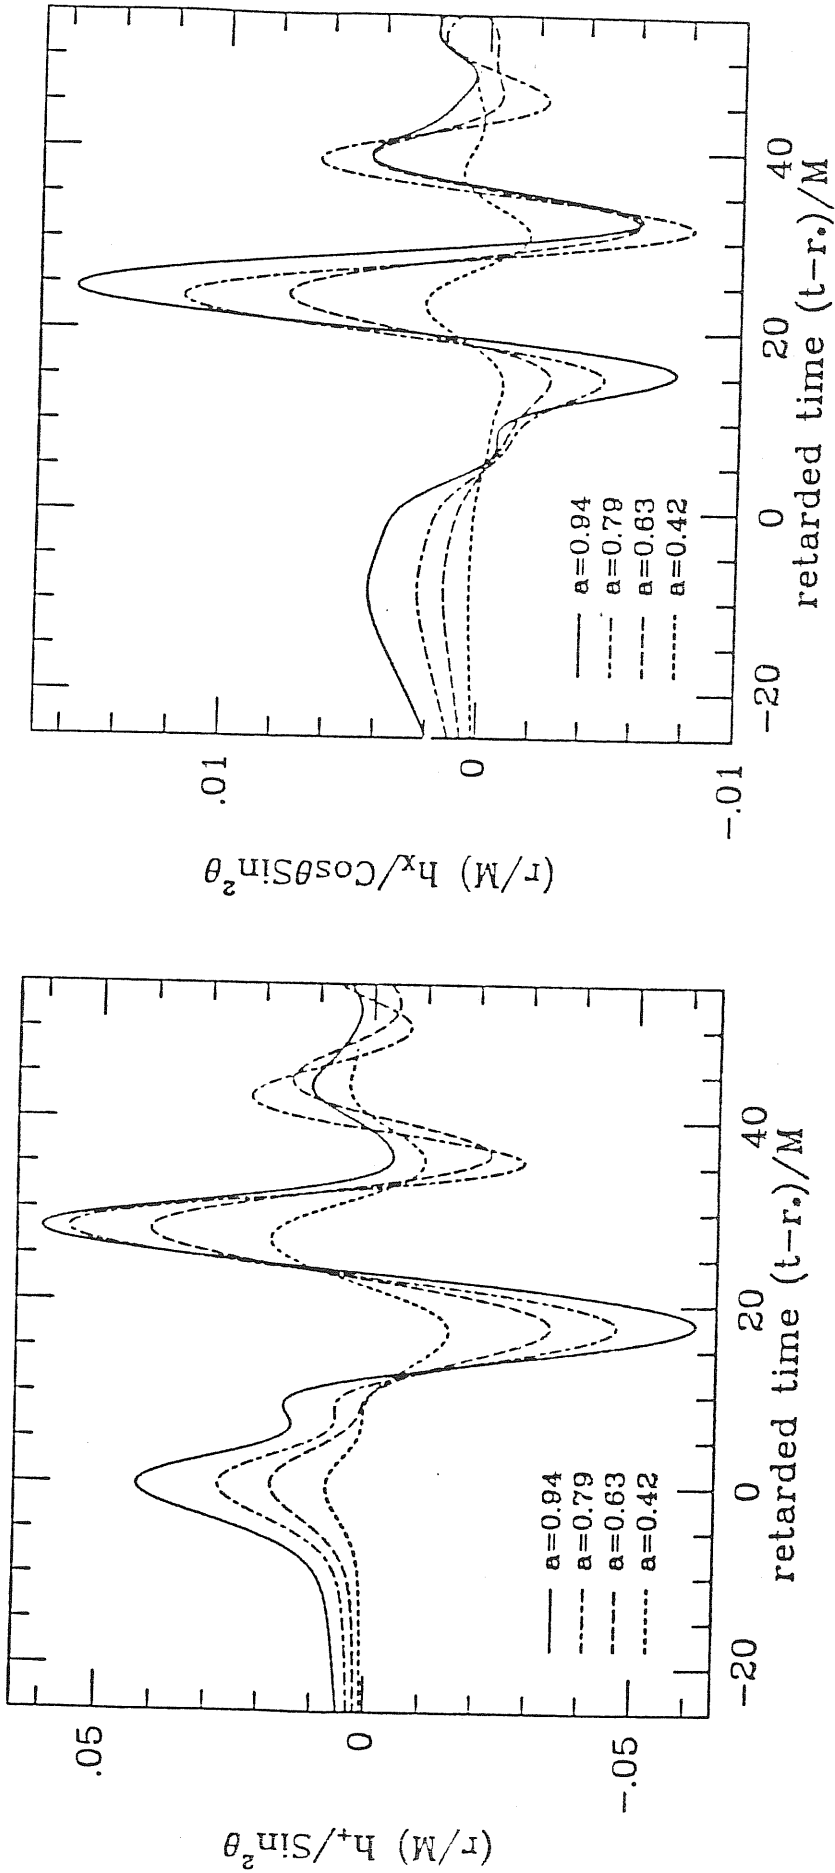 (r/M) h₊/Sin²θ
.05
0
-.05
a=0.94
a=0.79
a=0.63
a=0.42
-20
0
20
40
retarded time (t-r*)/M
(r/M) hₓ/CosθSin²θ
.01
0
-.01
a=0.94
a=0.79
a=0.63
a=0.42
-20
0
20
40
retarded time (t-r*)/M